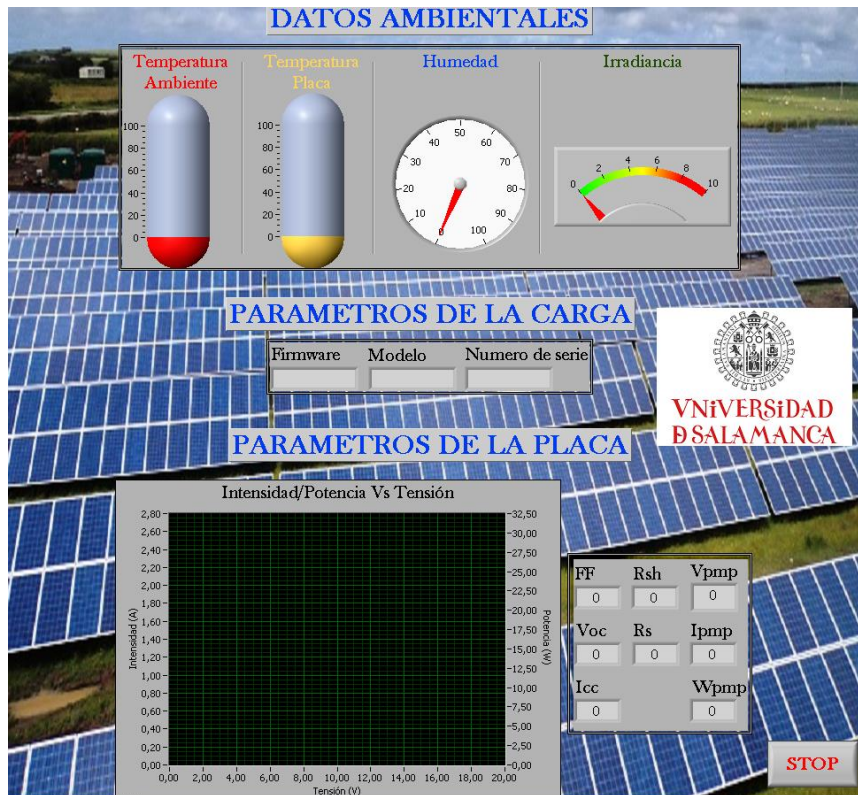 DATOS AMBIENTALES
Temperatura
Ambiente
Temperatura
Placa
Humedad
Irradiancia
100
80
60
40
20
0
100
80
60
40
20
0
0
10
20
30
40
50
60
70
80
90
100
0
2
4
6
8
10
PARAMETROS DE LA CARGA
Firmware
Modelo
Numero de serie
VNiVERSiDAD
Ð SALAMANCA
PARAMETROS DE LA PLACA
Intensidad/Potencia Vs Tensión
Intensidad (A)
2,80
2,60
2,40
2,20
2,00
1,80
1,60
1,40
1,20
1,00
0,80
0,60
0,40
0,20
0,00
32,50
30,00
27,50
25,00
22,50
20,00
17,50
15,00
12,50
10,00
7,50
5,00
2,50
0,00
Potencia (W)
0,00 2,00 4,00 6,00 8,00 10,00 12,00 14,00 16,00 18,00 20,00
Tensión (V)
FF Rsh Vpmp
0 0 0
Voc Rs Ipmp
0 0 0
Icc Wpmp
0 0
STOP